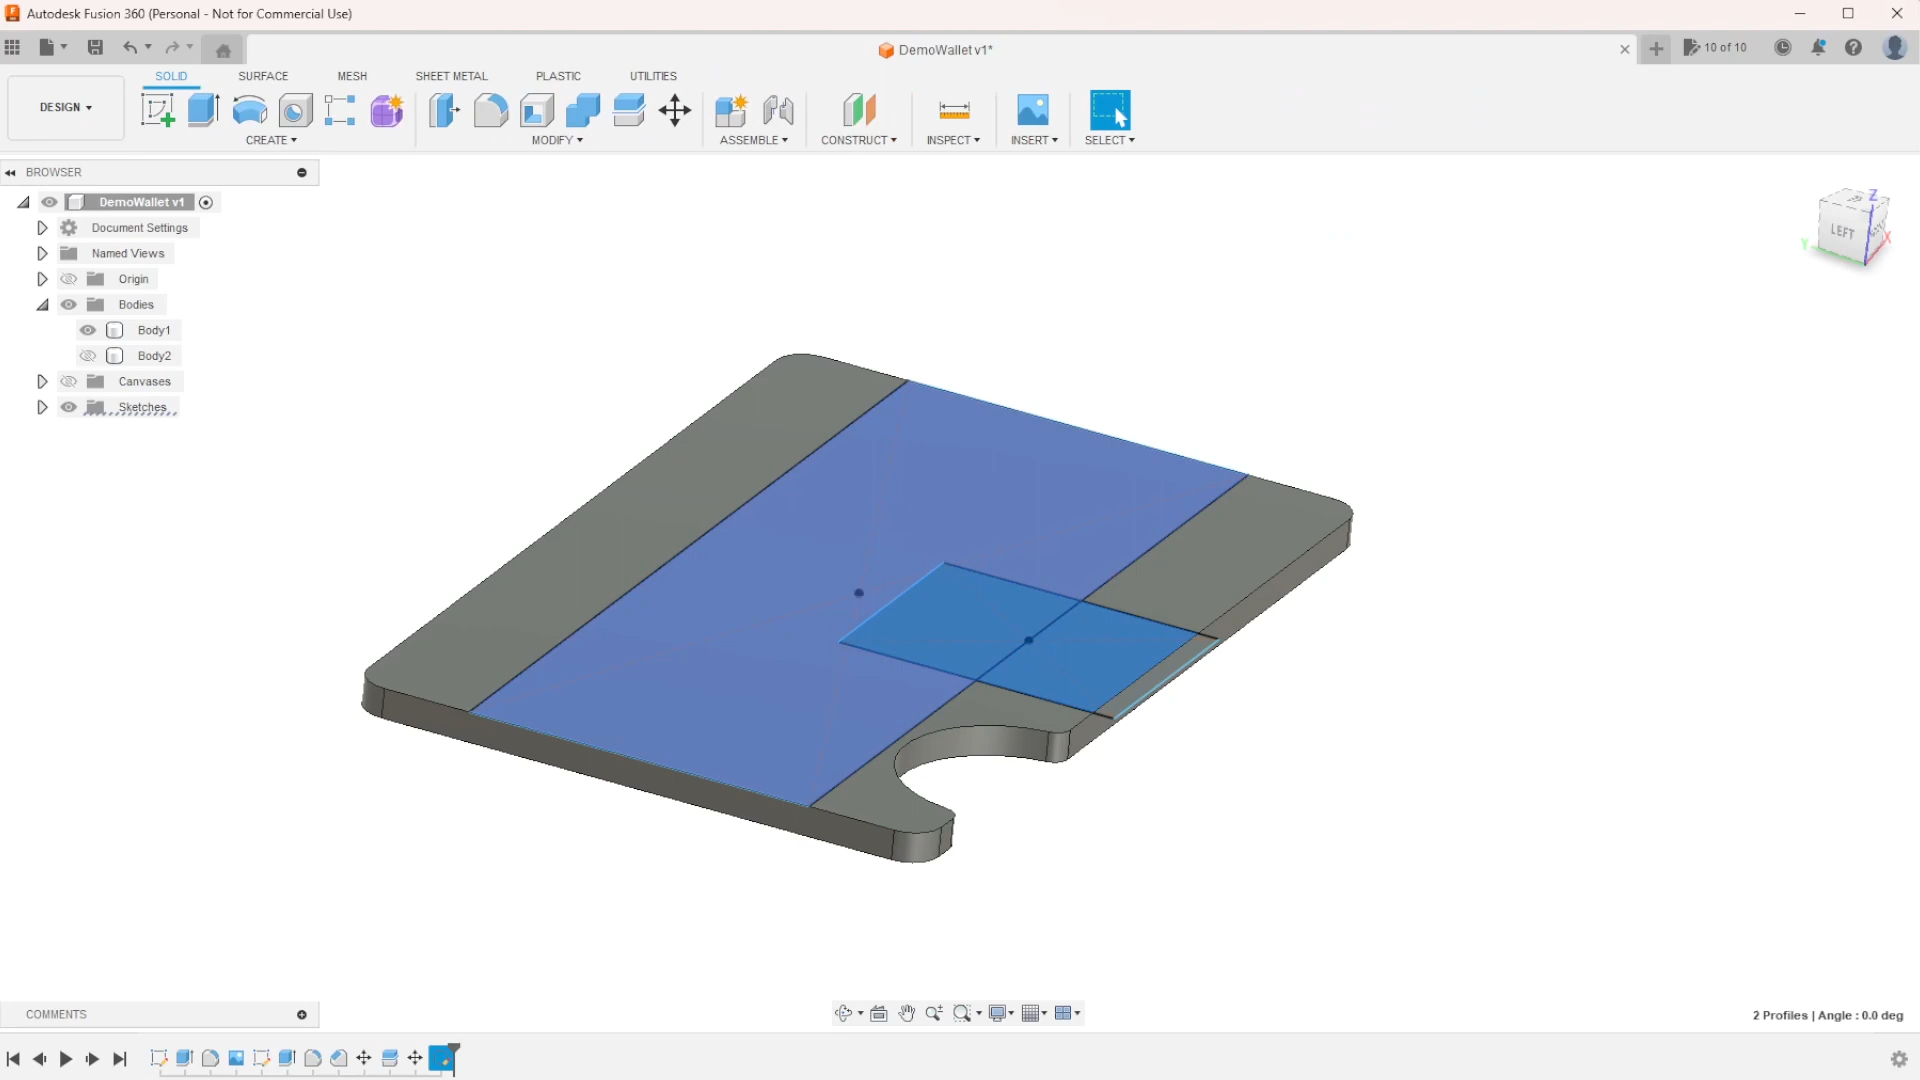 Autodesk Fusion 360 (Personal - Not for Commercial Use)
DemoWallet v1*
10 of 10
DESIGN
SOLID
SURFACE
MESH
SHEET METAL
PLASTIC
UTILITIES
CREATE
MODIFY
ASSEMBLE
CONSTRUCT
INSPECT
INSERT
SELECT
BROWSER
DemoWallet v1
Document Settings
Named Views
Origin
Bodies
Body1
Body2
Canvases
Sketches
Z
LEFT
Y
X
COMMENTS
2 Profiles | Angle : 0.0 deg